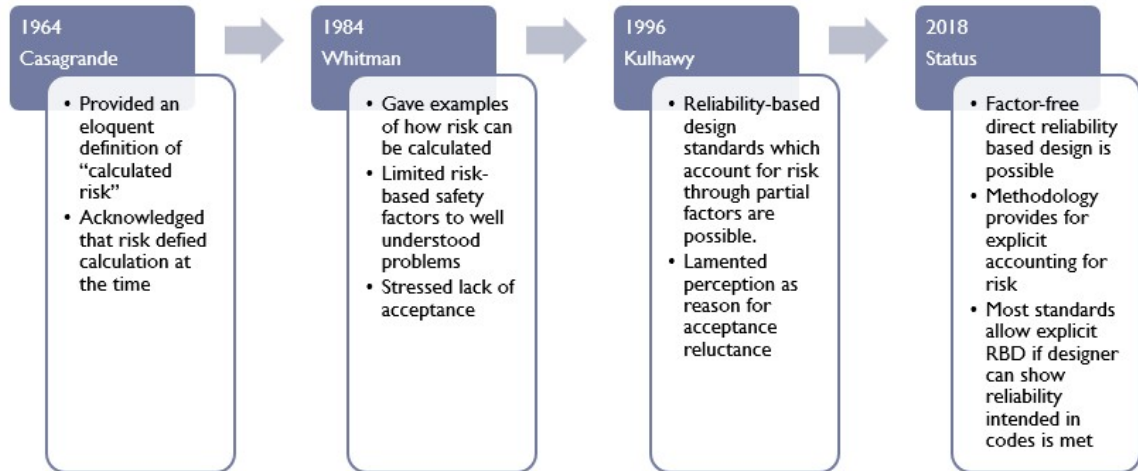 1964
Casagrande
• Provided an
eloquent
definition of
“calculated
risk”
• Acknowledged
that risk defied
calculation at
the time
1984
Whitman
• Gave examples
of how risk can
be calculated
• Limited risk-
based safety
factors to well
understood
problems
• Stressed lack of
acceptance
1996
Kulhawy
• Reliability-based
design
standards which
account for risk
through partial
factors are
possible.
• Lamented
perception as
reason for
acceptance
reluctance
2018
Status
• Factor-free
direct reliability
based design is
possible
• Methodology
provides for
explicit
accounting for
risk
• Most standards
allow explicit
RBD if designer
can show
reliability
intended in
codes is met